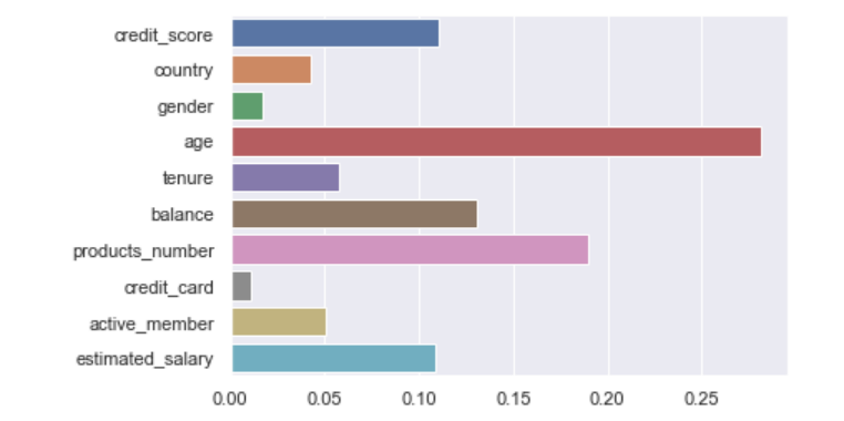 credit_score
country
gender
age
tenure
balance
products_number
credit_card
active_member
estimated_salary
0.00 0.05 0.10 0.15 0.20 0.25